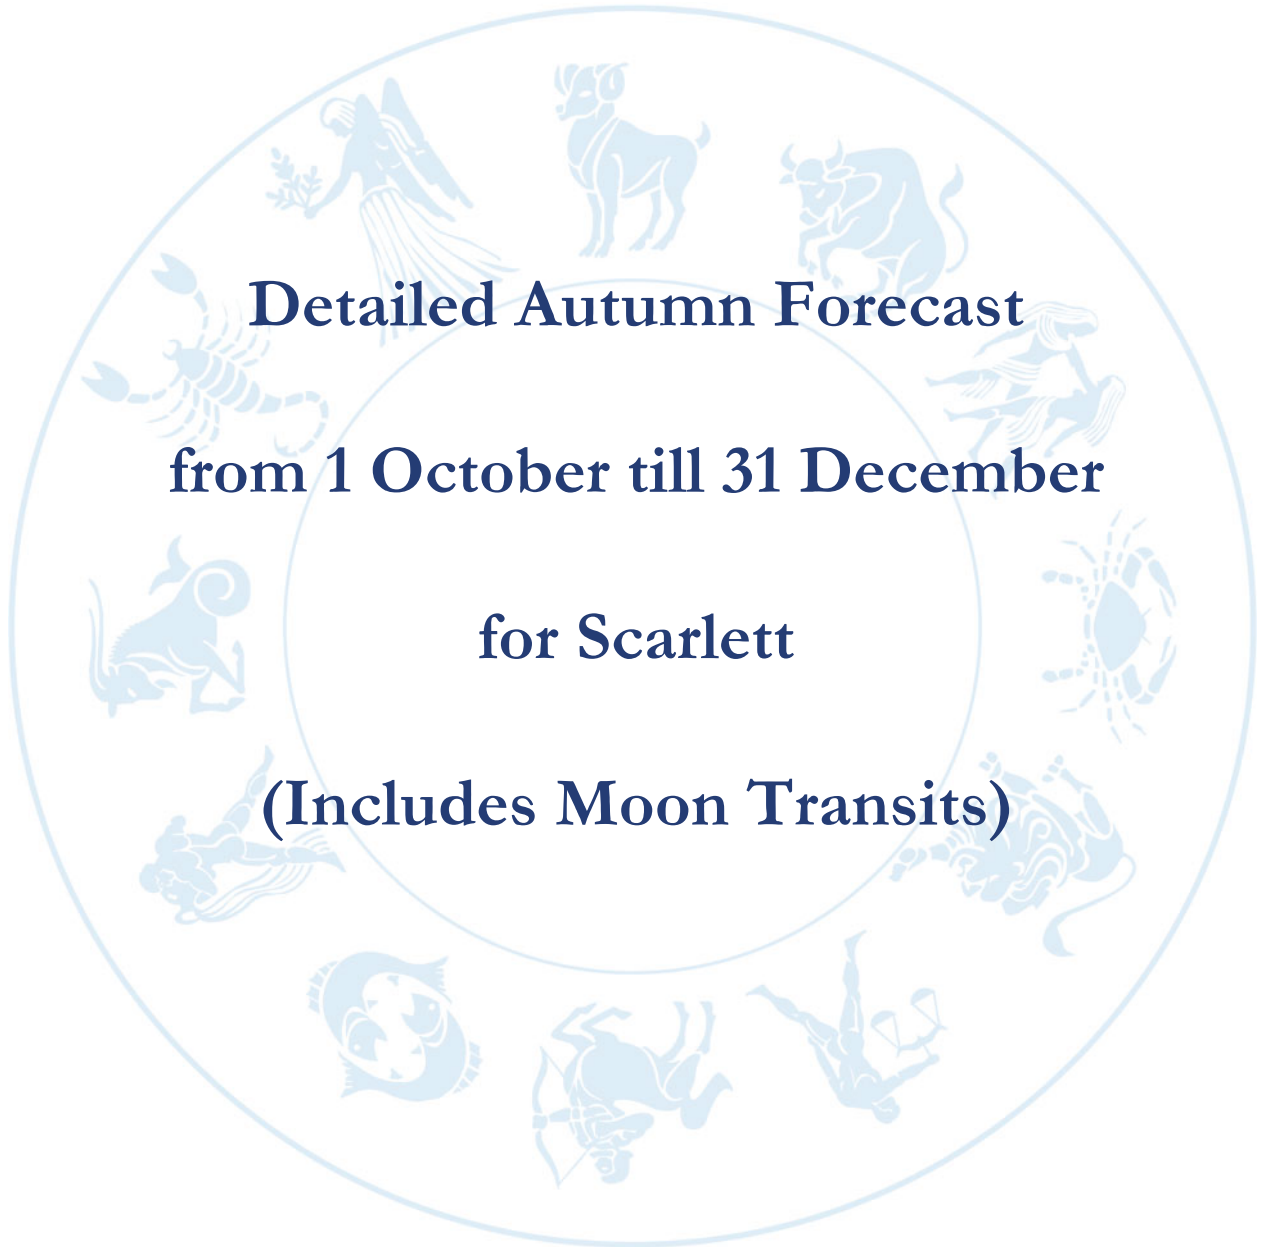 Detailed Autumn Forecast
from 1 October till 31 December
for Scarlett
(Includes Moon Transits)